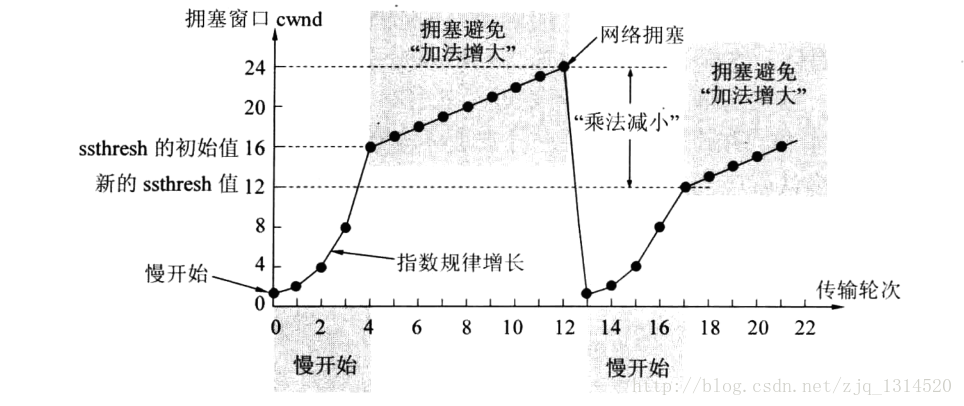 拥塞窗口 cwnd
拥塞避免
“加法增大”
网络拥塞
拥塞避免
“加法增大”
24
20
“乘法减小”
ssthresh 的初始值 16
新的 ssthresh 值 12
8
4
0
指数规律增长
慢开始
传输轮次
0 2 4 6 8 10 12 14 16 18 20 22
慢开始
慢开始
http://blog.csdn.net/zjq_1314520